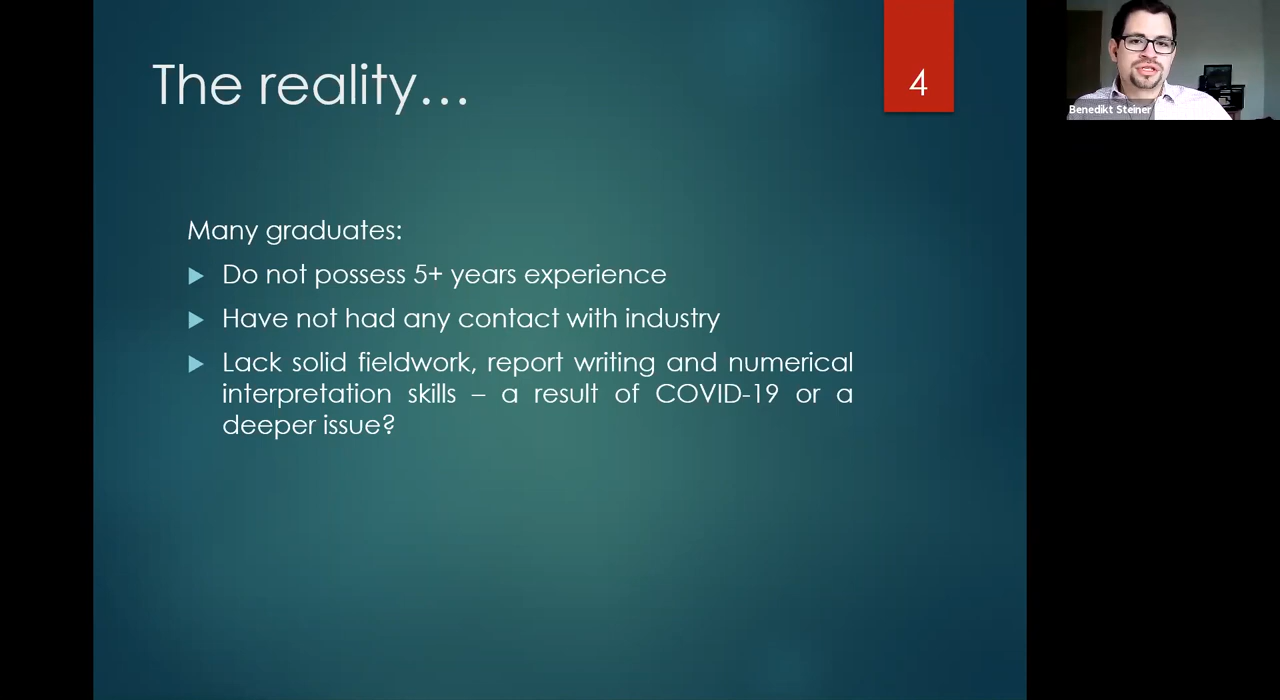 The reality…
4
Benedikt Steiner
Many graduates:
Do not possess 5+ years experience
Have not had any contact with industry
Lack solid fieldwork, report writing and numerical
interpretation skills – a result of COVID-19 or a
deeper issue?